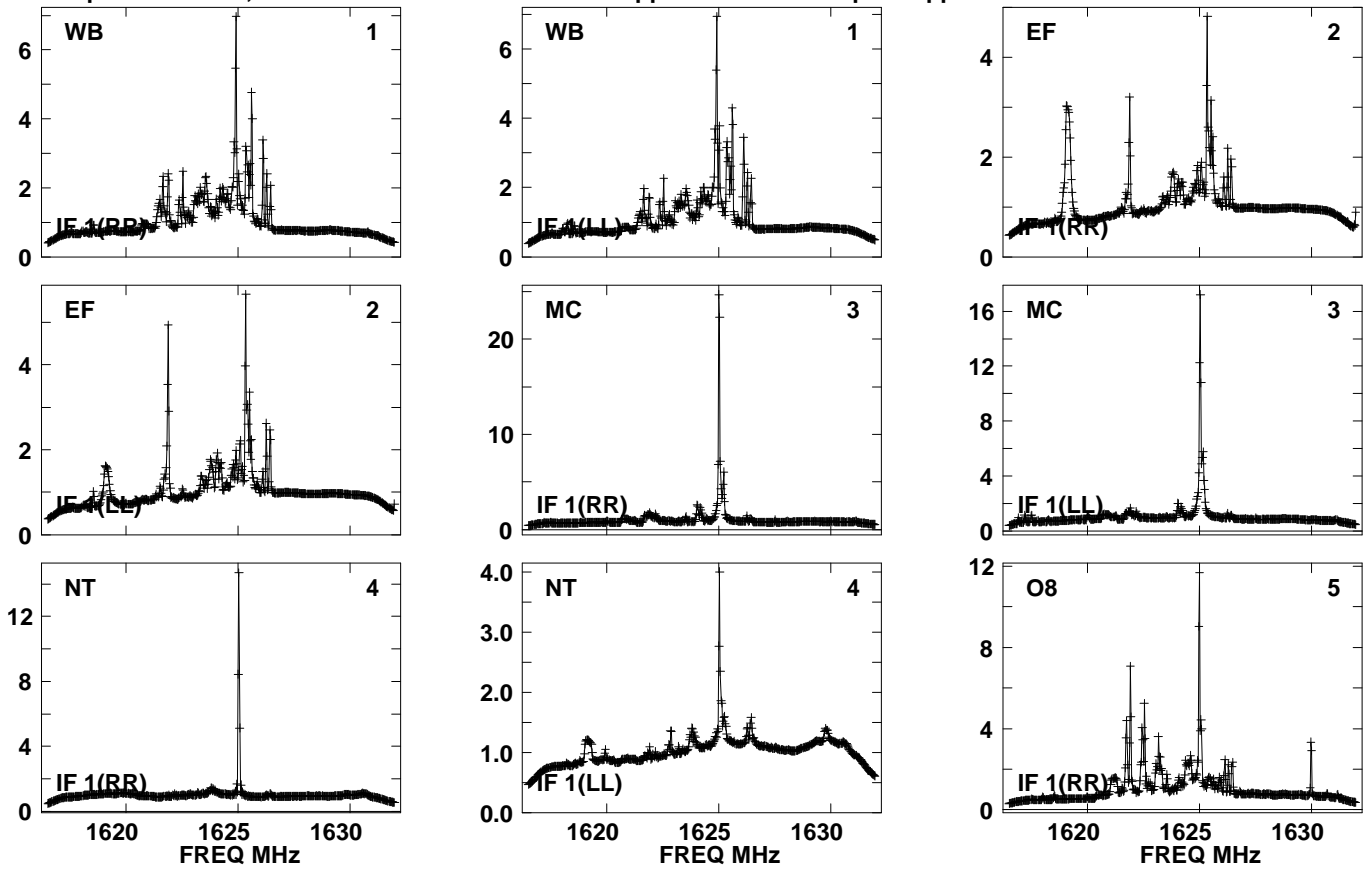 WB 1
6
4
2
0
IF 1(RR)
WB 1
6
4
2
0
IF 1(LL)
EF 2
4
2
0
IF 1(RR)
EF 2
4
2
0
IF 1(LL)
MC 3
20
10
0
IF 1(RR)
MC 3
16
12
8
4
0
IF 1(LL)
NT 4
12
8
4
0
IF 1(RR)
1620 1625 1630
FREQ MHz
NT 4
4.0
3.0
2.0
1.0
0.0
IF 1(LL)
1620 1625 1630
FREQ MHz
O8 5
12
8
4
0
IF 1(RR)
1620 1625 1630
FREQ MHz